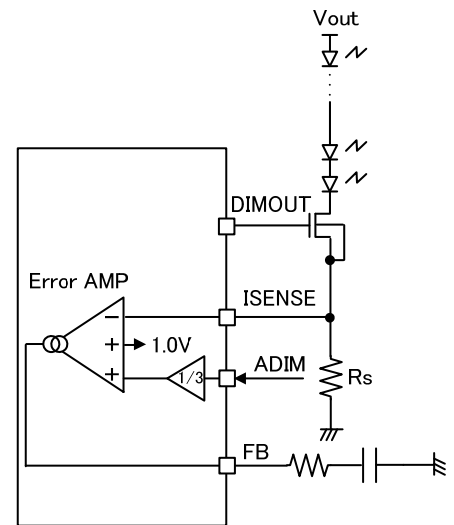 Vout
DIMOUT
Error AMP
ISENSE
−
+
1.0V
+
1/3
ADIM
Rs
FB